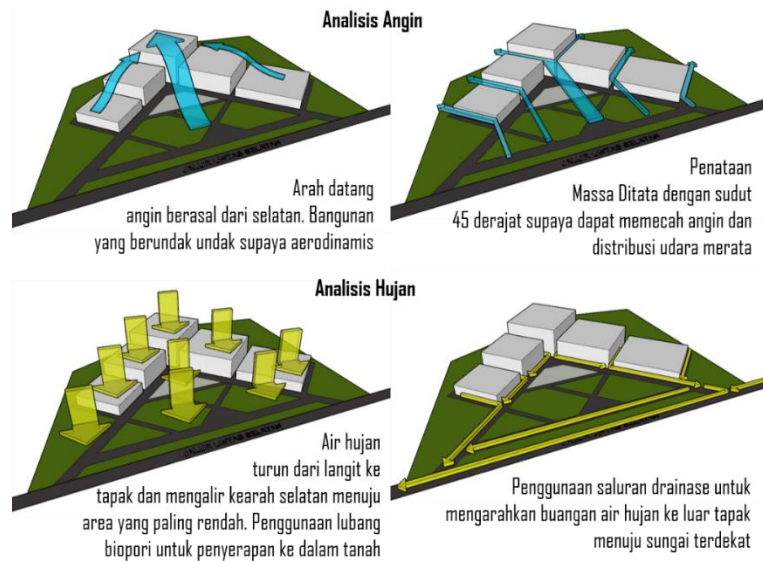 Analisis Angin
Arah datang
angin berasal dari selatan. Bangunan
yang berundak undak supaya aerodinamis
Penataan
Massa Ditata dengan sudut
45 derajat supaya dapat memecah angin dan
distribusi udara merata
Analisis Hujan
Air hujan
turun dari langit ke
tapak dan mengalir kearah selatan menuju
area yang paling rendah. Penggunaan lubang
biopori untuk penyerapan ke dalam tanah
Penggunaan saluran drainase untuk
mengarahkan buangan air hujan ke luar tapak
menuju sungai terdekat